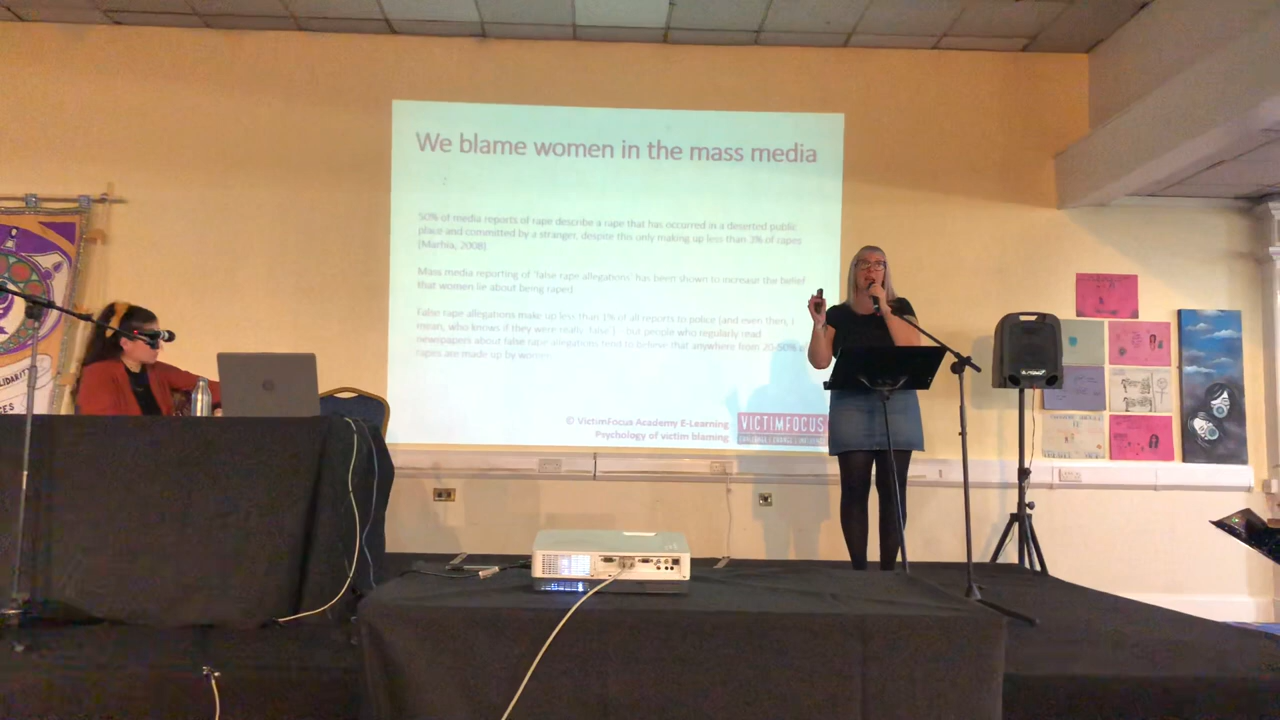 We blame women in the mass media
50% of media reports of rape describe a rape that has occurred in a deserted public
place and committed by a stranger, despite this only making up less than 3% of rapes
(Marhia, 2008)
Mass media reporting of 'false rape allegations' has been shown to increase the belief
that women lie about being raped
False rape allegations make up less than 1% of all reports to police (and even then, I
mean, who knows if they were really 'false') - but people who regularly read
newspapers about false rape allegations tend to believe that anywhere from 20-50%
rapes are made up by women
© VictimFocus Academy E-Learning
Psychology of victim blaming
VICTIMFOCUS
CHALLENGE | CHANGE |